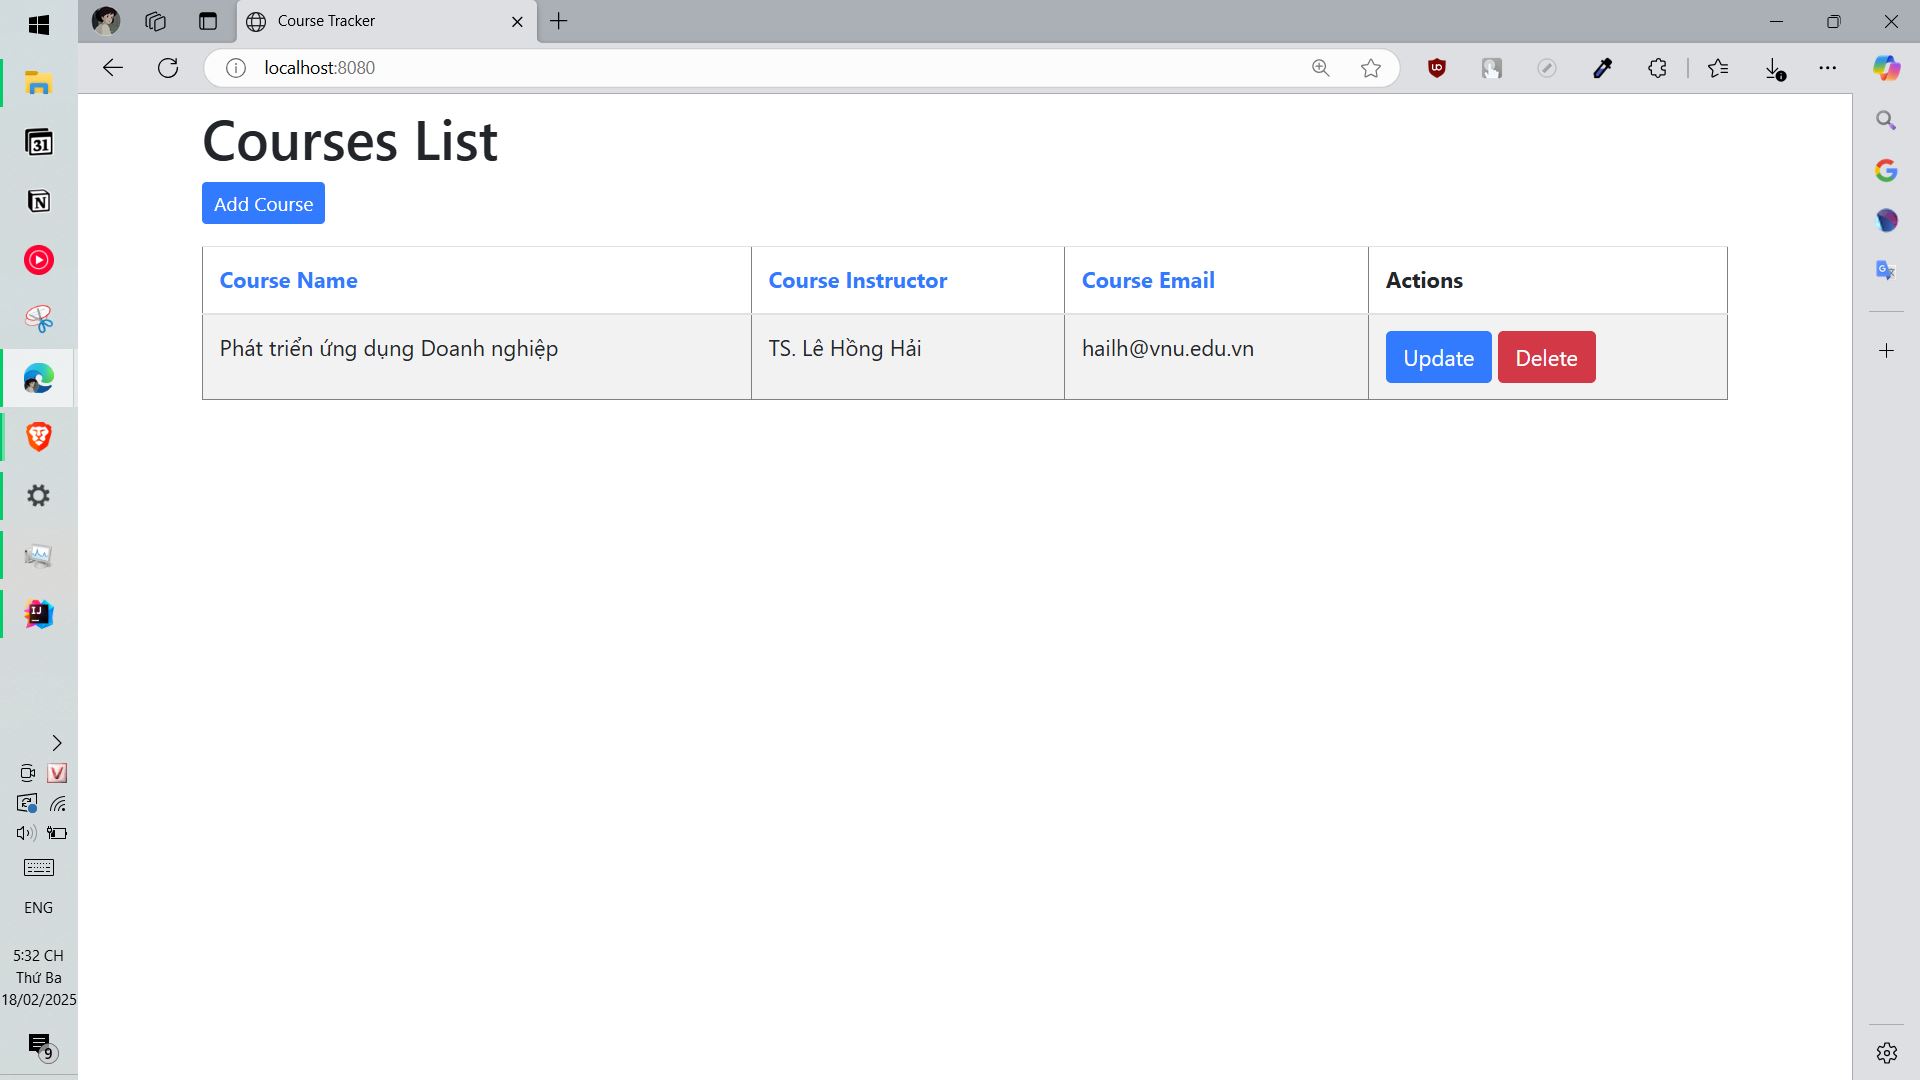 Course Tracker
localhost:8080
Courses List
Add Course
Course Name Course Instructor Course Email Actions
Phát triển ứng dụng Doanh nghiệp TS. Lê Hồng Hải hailh@vnu.edu.vn Update Delete
31
N
IJ
V
ENG
5:32 CH
Thứ Ba
18/02/2025
9